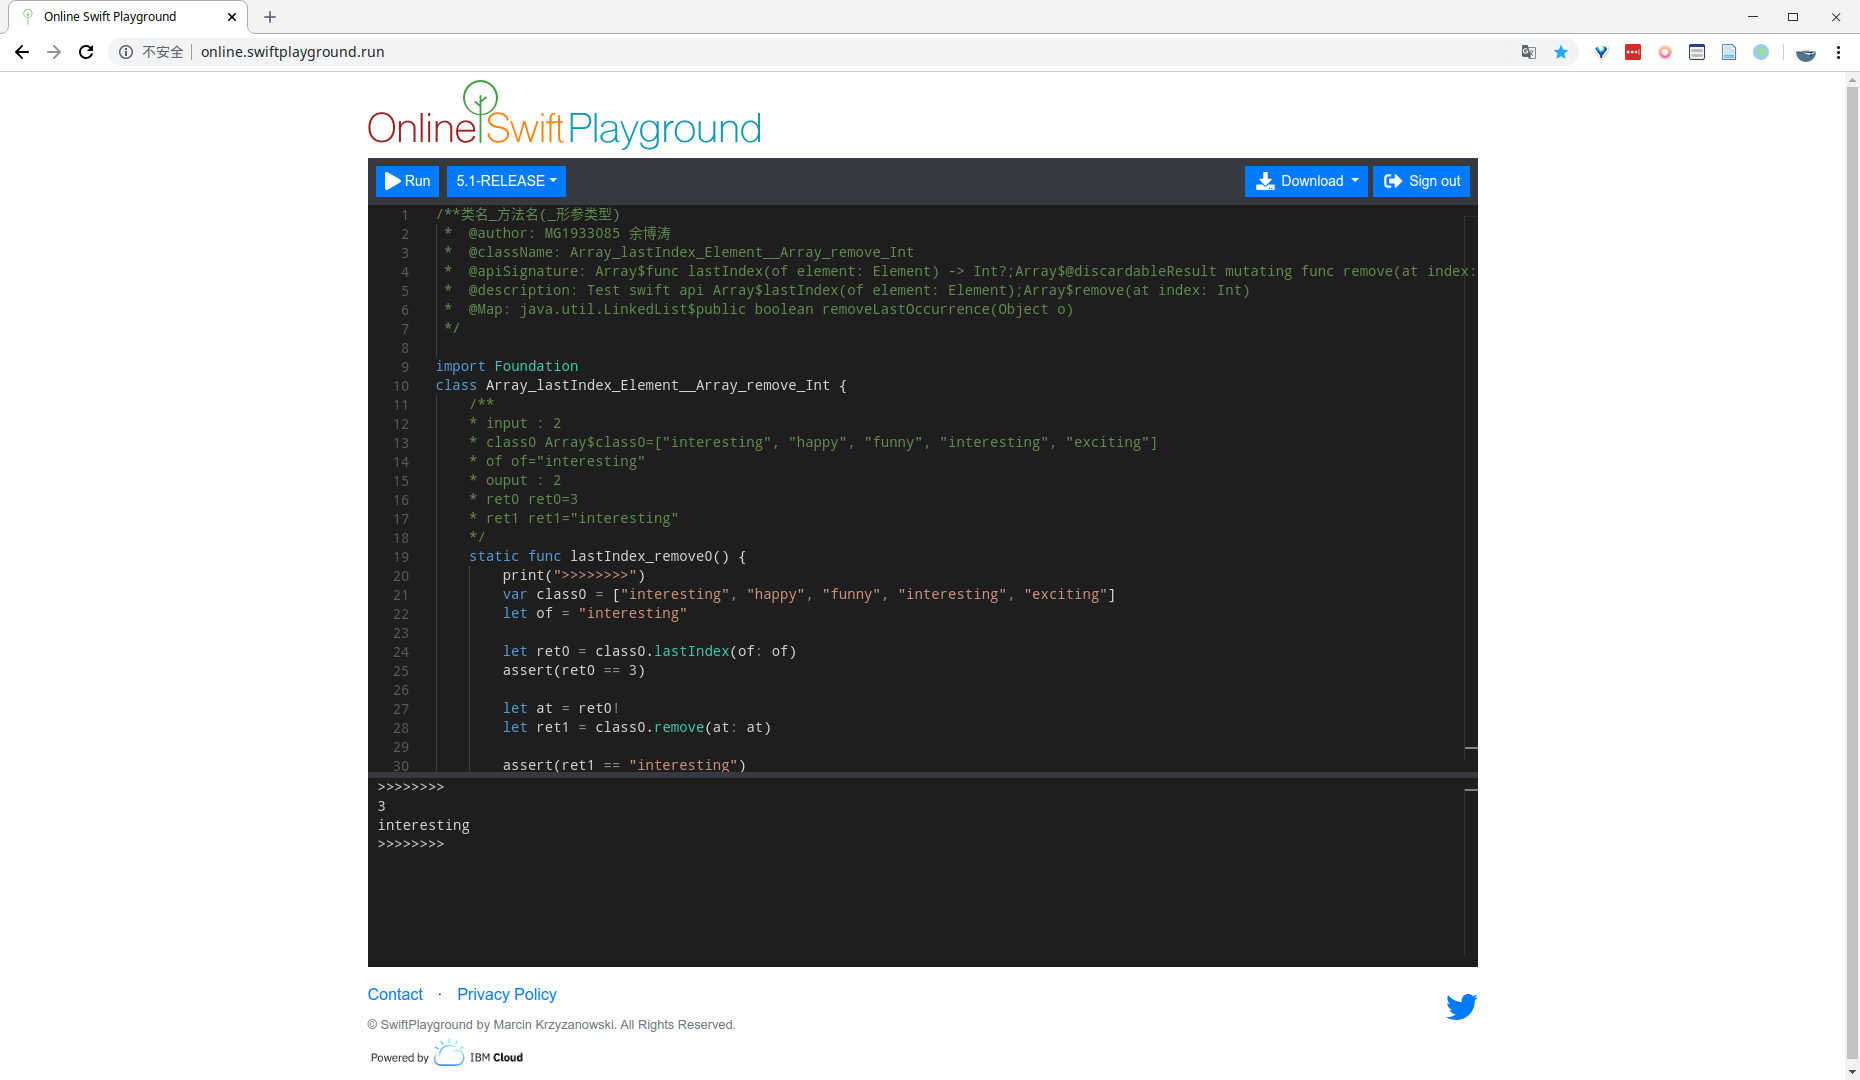 Online Swift Playground
不安全
online.swiftplayground.run
Online Swift Playground
Run
5.1-RELEASE
Download
Sign out
1 /**类名_方法名(_形参类型)
2 *  @author: MG1933085 余博涛
3 *  @className: Array_lastIndex_Element__Array_remove_Int
4 *  @apiSignature: Array$func lastIndex(of element: Element) -> Int?;Array$@discardableResult mutating func remove(at index:
5 *  @description: Test swift api Array$lastIndex(of element: Element);Array$remove(at index: Int)
6 *  @Map: java.util.LinkedList$public boolean removeLastOccurrence(Object o)
7 */
8
9 import Foundation
10 class Array_lastIndex_Element__Array_remove_Int {
11 /**
12 * input : 2
13 * class0 Array$class0=["interesting", "happy", "funny", "interesting", "exciting"]
14 * of of="interesting"
15 * ouput : 2
16 * ret0 ret0=3
17 * ret1 ret1="interesting"
18 */
19 static func lastIndex_remove0() {
20 print(">>>>>>>>")
21 var class0 = ["interesting", "happy", "funny", "interesting", "exciting"]
22 let of = "interesting"
23
24 let ret0 = class0.lastIndex(of: of)
25 assert(ret0 == 3)
26
27 let at = ret0!
28 let ret1 = class0.remove(at: at)
29
30 assert(ret1 == "interesting")
>>>>>>>>
3
interesting
>>>>>>>>
Contact · Privacy Policy
© SwiftPlayground by Marcin Krzyzanowski. All Rights Reserved.
Powered by IBM Cloud